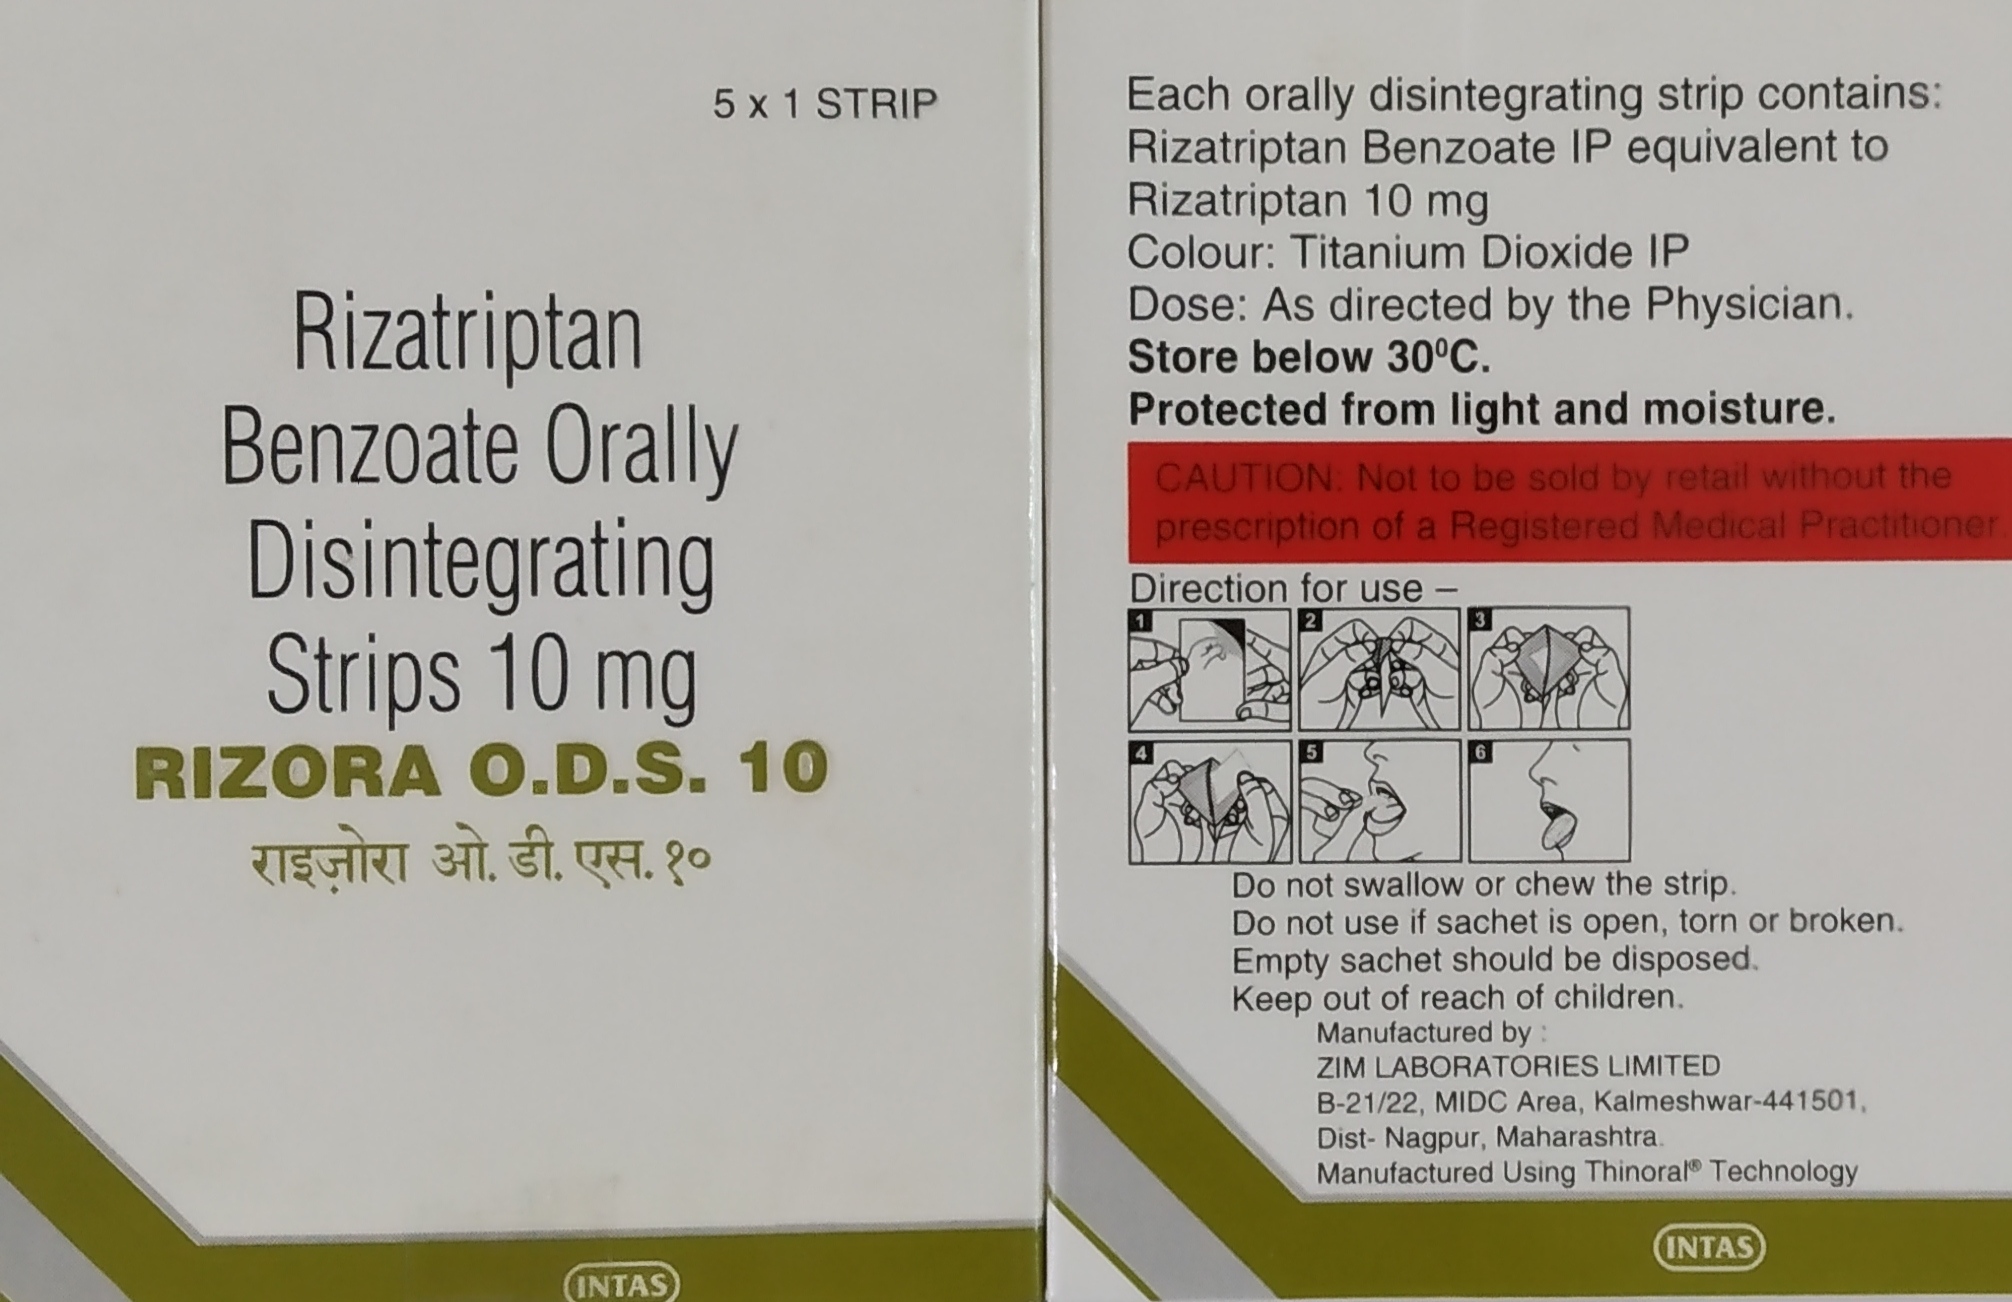 5 x 1 STRIP
Rizatriptan
Benzoate Orally
Disintegrating
Strips 10 mg
RIZORA O.D.S. 10
राइज़ोरा ओ. डी. एस. १०
INTAS
Each orally disintegrating strip contains:
Rizatriptan Benzoate IP equivalent to
Rizatriptan 10 mg
Colour: Titanium Dioxide IP
Dose: As directed by the Physician.
Store below 30⁰C.
Protected from light and moisture.
CAUTION: Not to be sold by retail without the
prescription of a Registered Medical Practitioner.
Direction for use –
1 2 3
4 5 6
Do not swallow or chew the strip.
Do not use if sachet is open, torn or broken.
Empty sachet should be disposed.
Keep out of reach of children.
Manufactured by :
ZIM LABORATORIES LIMITED
B-21/22, MIDC Area, Kalmeshwar-441501,
Dist- Nagpur, Maharashtra.
Manufactured Using Thinoral® Technology
INTAS